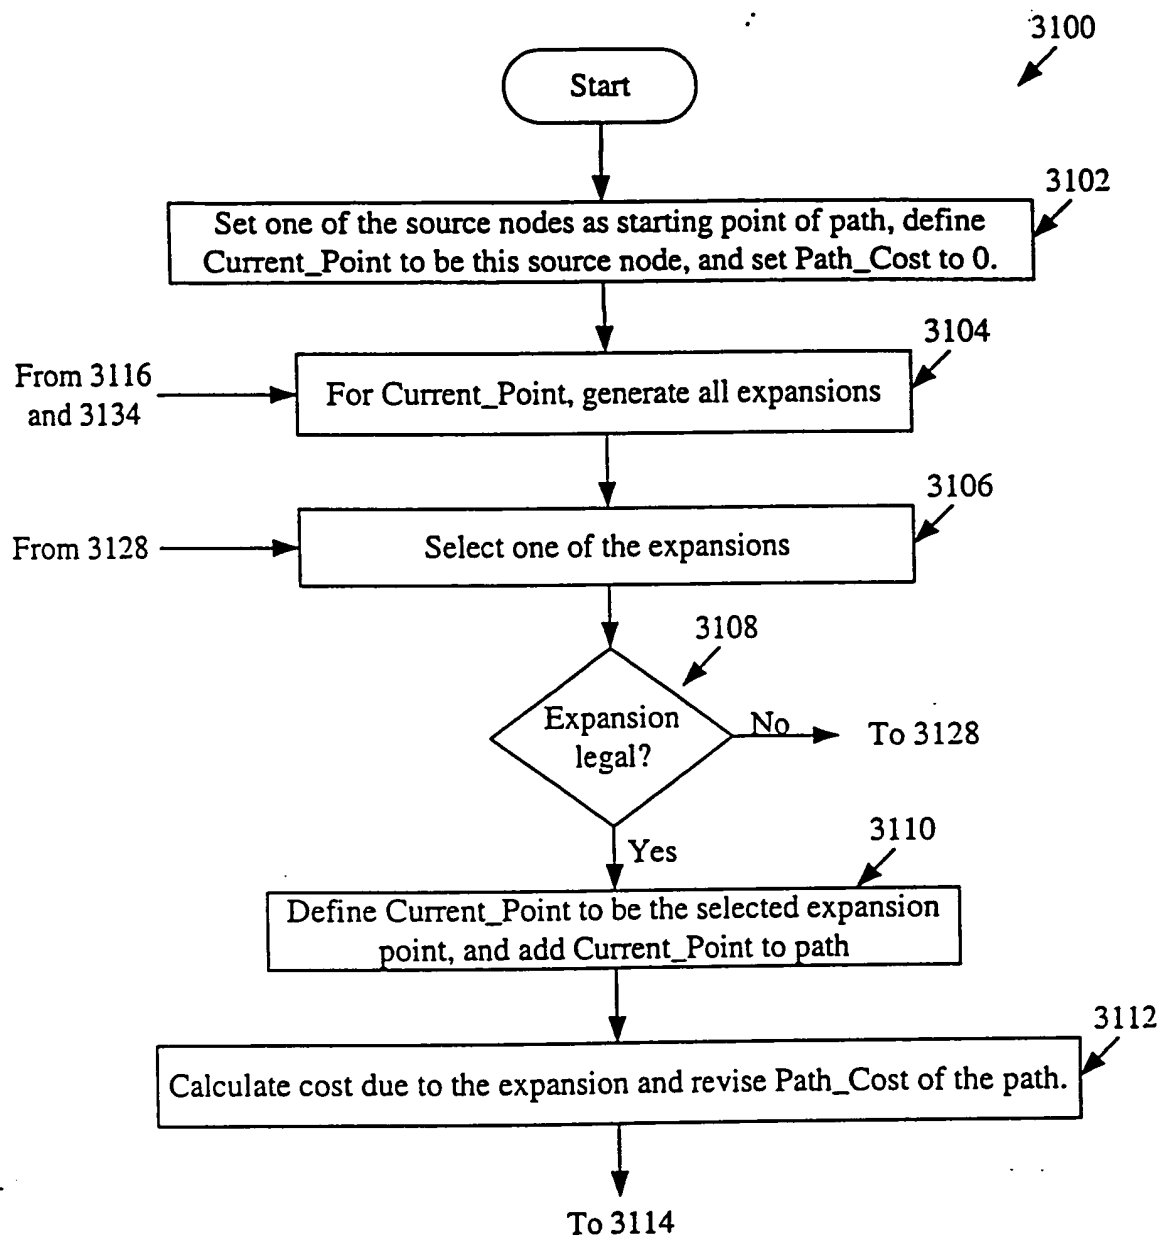 3100
Start
3102
Set one of the source nodes as starting point of path, define
Current_Point to be this source node, and set Path_Cost to 0.
3104
From 3116
and 3134
For Current_Point, generate all expansions
3106
From 3128
Select one of the expansions
3108
Expansion
legal?
No
To 3128
Yes
3110
Define Current_Point to be the selected expansion
point, and add Current_Point to path
3112
Calculate cost due to the expansion and revise Path_Cost of the path.
To 3114